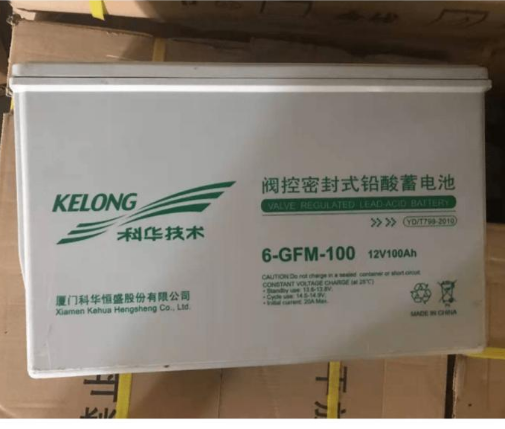 KELONG
科华技术
厦门科华恒盛股份有限公司
Xiamen Kehua Hengsheng Co., Ltd.
阀控密封式铅酸蓄电池
VALVE REGULATED LEAD-ACID BATTERY
YD/T799-2010
6-GFM-100 12V100Ah
CAUTION:Do not charge in a sealed container or short-circuit.
CONSTANT VOLTAGE CHARGE (at 25°C)
• Standby use: 13.6-13.8V.
• Cycle use: 14.5-14.9V.
• Initial current: 20A Max.
Pb
MADE IN CHINA